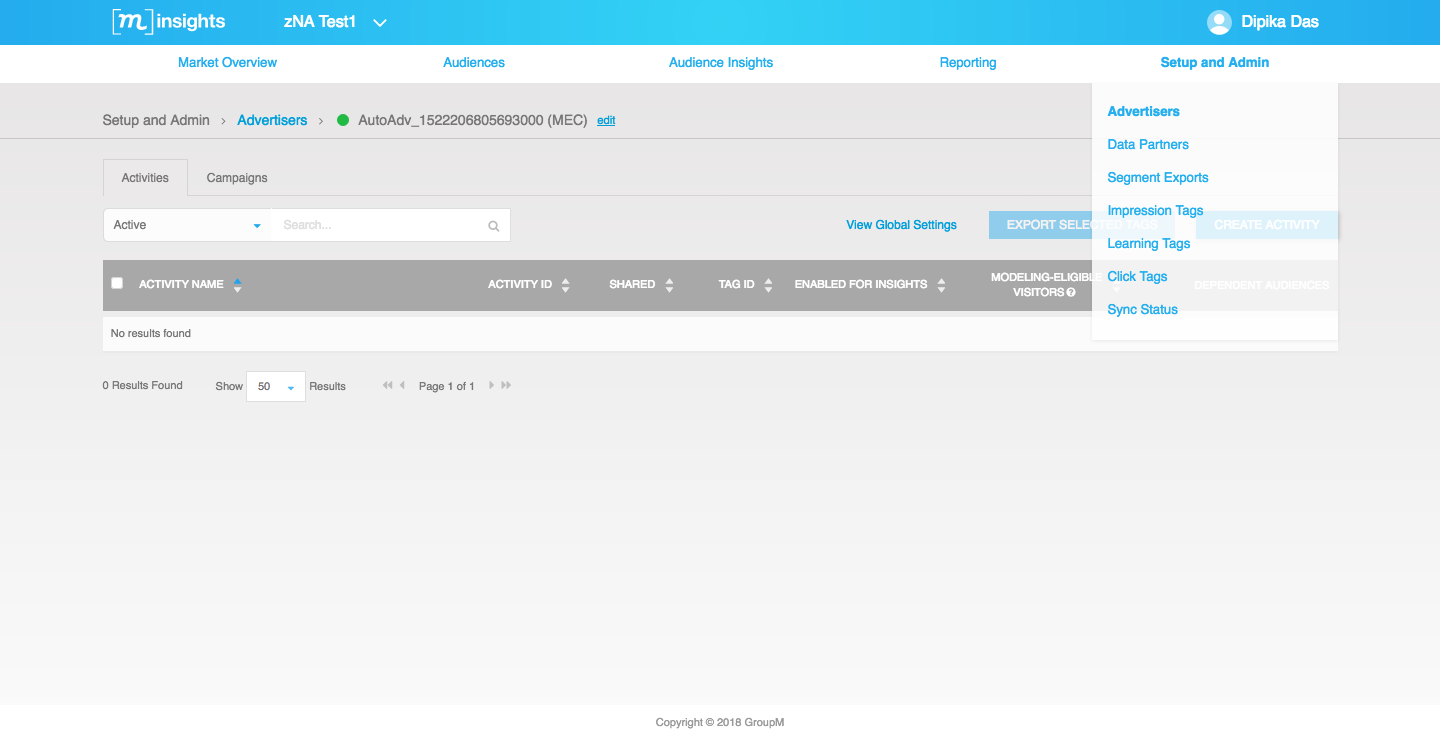 [m] insights zNA Test1 Dipika Das
Market Overview Audiences Audience Insights Reporting Setup and Admin
Setup and Admin > Advertisers > AutoAdv_1522206805693000 (MEC) edit
Advertisers
Data Partners
Segment Exports
Impression Tags
Learning Tags
Click Tags
Sync Status
Activities Campaigns
Active Search... View Global Settings EXPORT SELECTED TAGS CREATE ACTIVITY
ACTIVITY NAME ACTIVITY ID SHARED TAG ID ENABLED FOR INSIGHTS MODELING-ELIGIBLE VISITORS DEPENDENT AUDIENCES
No results found
0 Results Found Show 50 Results Page 1 of 1
Copyright © 2018 GroupM